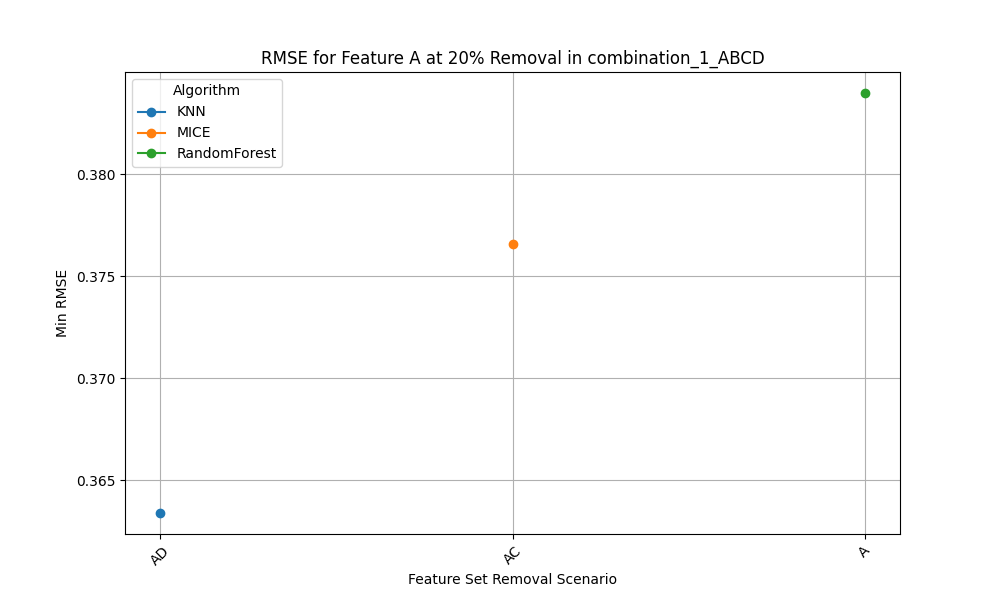 RMSE for Feature A at 20% Removal in combination_1_ABCD
Algorithm
KNN
MICE
RandomForest
0.380
0.375
0.370
0.365
Min RMSE
AD
AC
A
Feature Set Removal Scenario